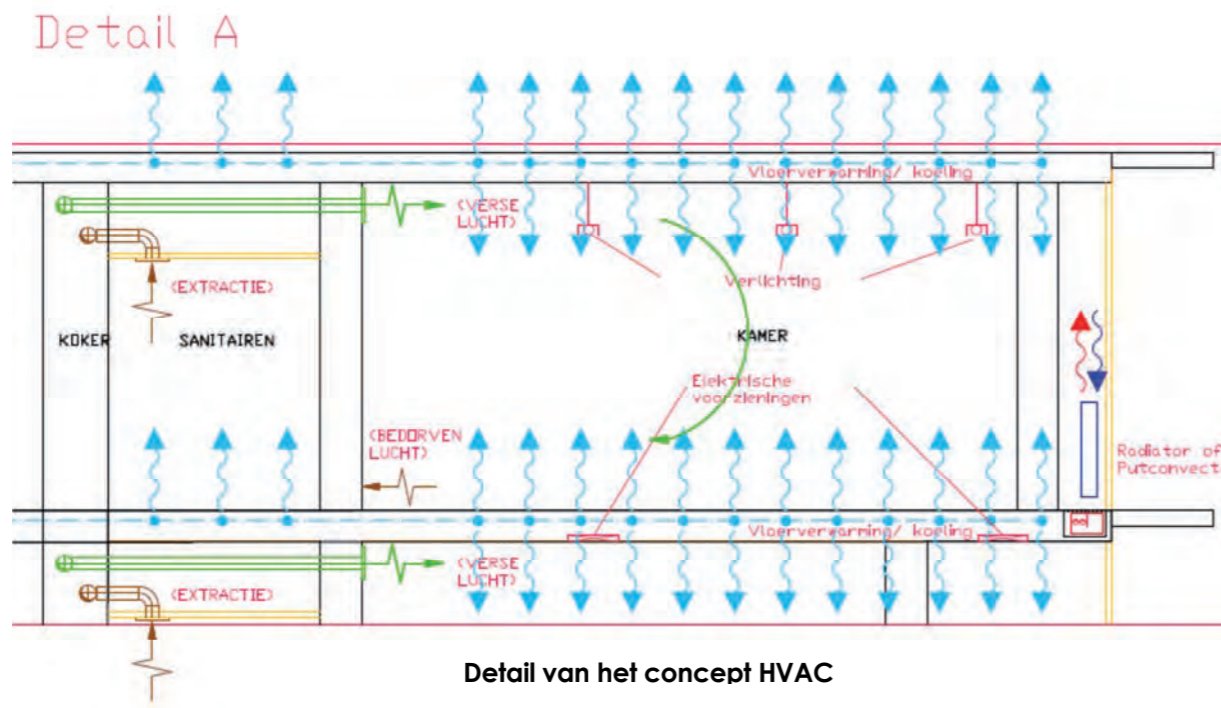 Detail A
Vloerverwarming/ koeling
(VERSE
LUCHT)
(EXTRACTIE)
Verlichting
KOKER
SANITAIREN
KAMER
Elektrische
voorzieningen
(BEDORVEN
LUCHT)
Radiator of
Putconvect
Vloerverwarming/ koeling
(VERSE
LUCHT)
(EXTRACTIE)
Detail van het concept HVAC